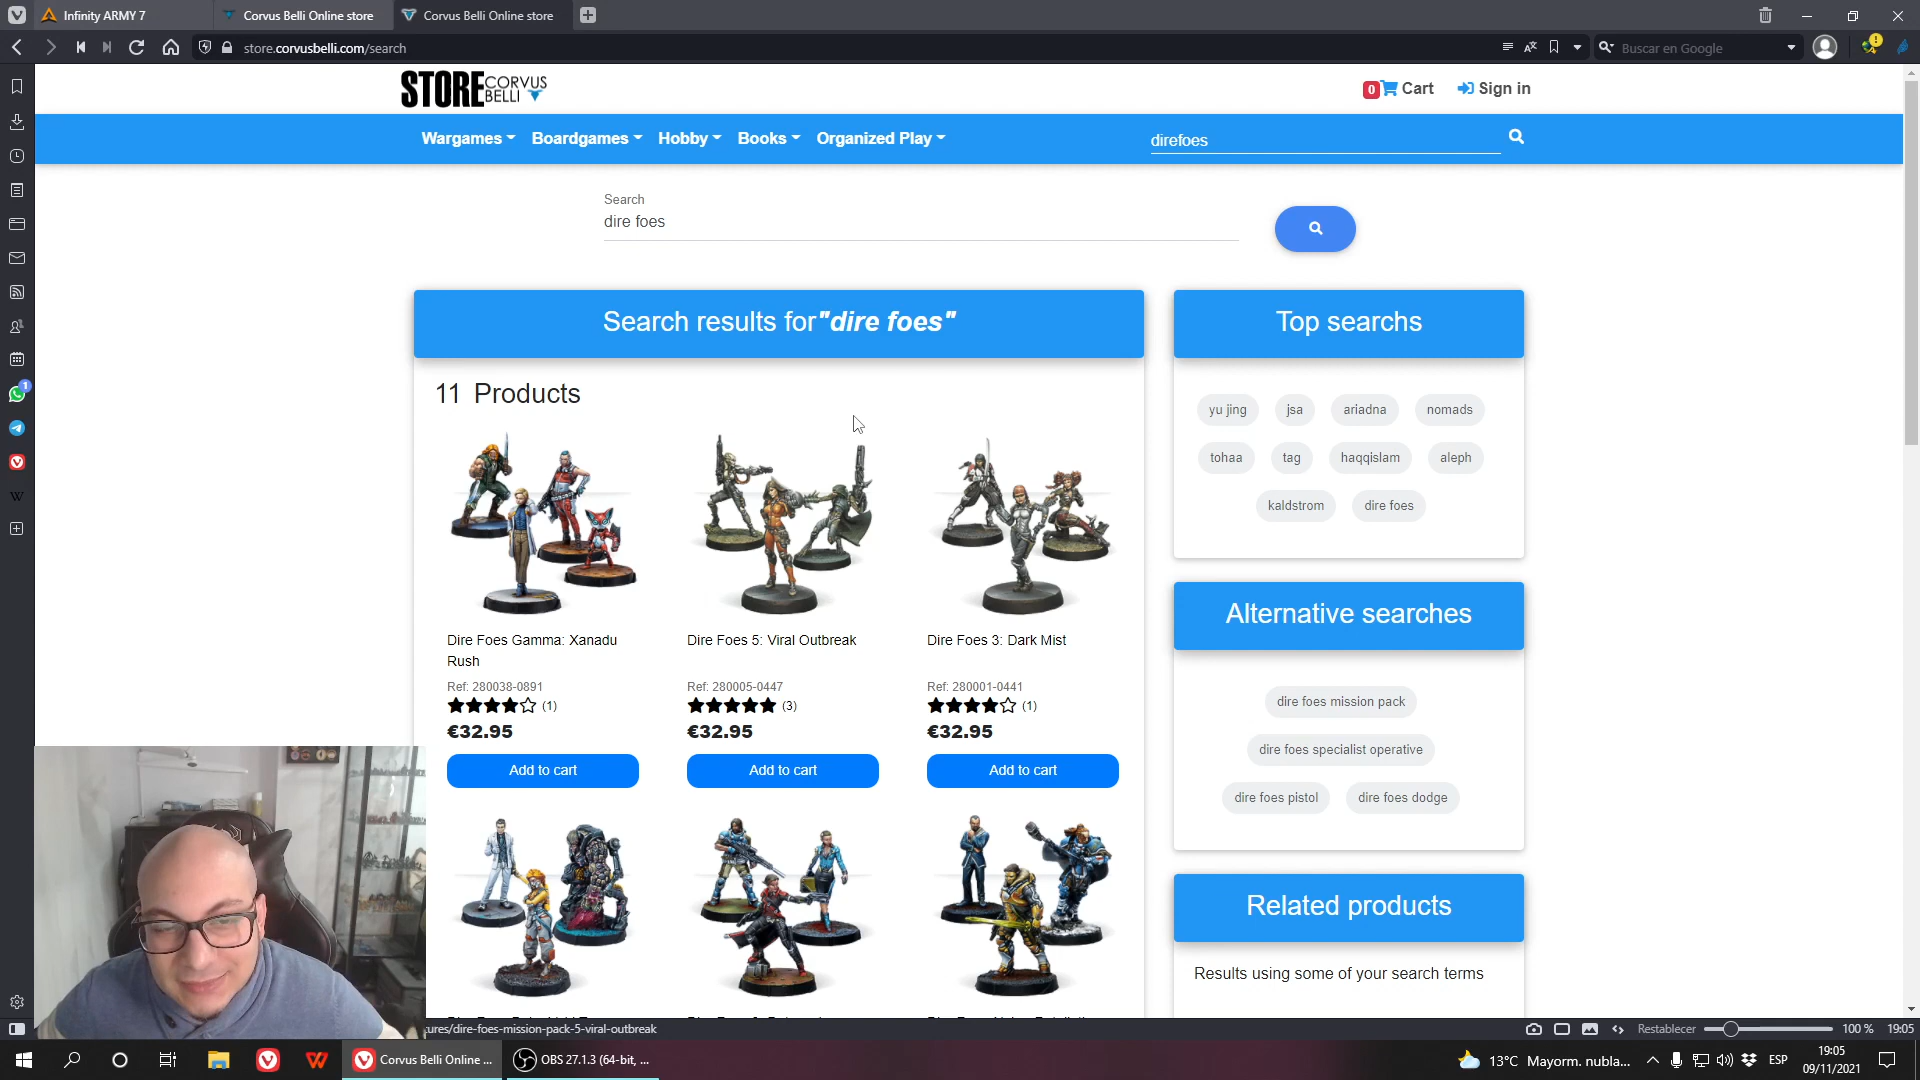 Infinity ARMY 7
Corvus Belli Online store
Corvus Belli Online store
store.corvusbelli.com/search
Buscar en Google
STORE CORVUS BELLI
0 Cart
Sign in
Wargames
Boardgames
Hobby
Books
Organized Play
direfoes
Search
dire foes
Search results for"dire foes"
11 Products
Dire Foes Gamma: Xanadu
Rush
Ref: 280038-0891
(1)
€32.95
Add to cart
Dire Foes 5: Viral Outbreak
Ref: 280005-0447
(3)
€32.95
Add to cart
Dire Foes 3: Dark Mist
Ref: 280001-0441
(1)
€32.95
Add to cart
Top searchs
yu jing
jsa
ariadna
nomads
tohaa
tag
haqqislam
aleph
kaldstrom
dire foes
Alternative searches
dire foes mission pack
dire foes specialist operative
dire foes pistol
dire foes dodge
Related products
Results using some of your search terms
1
W
ures/dire-foes-mission-pack-5-viral-outbreak
Restablecer
100 %
19:05
Corvus Belli Online ...
OBS 27.1.3 (64-bit, ...
13°C Mayorm. nubla...
ESP
19:05
09/11/2021